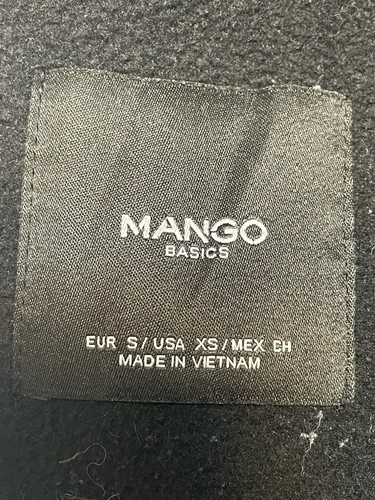 MANGO
BASICS
EUR S / USA XS / MEX CH
MADE IN VIETNAM